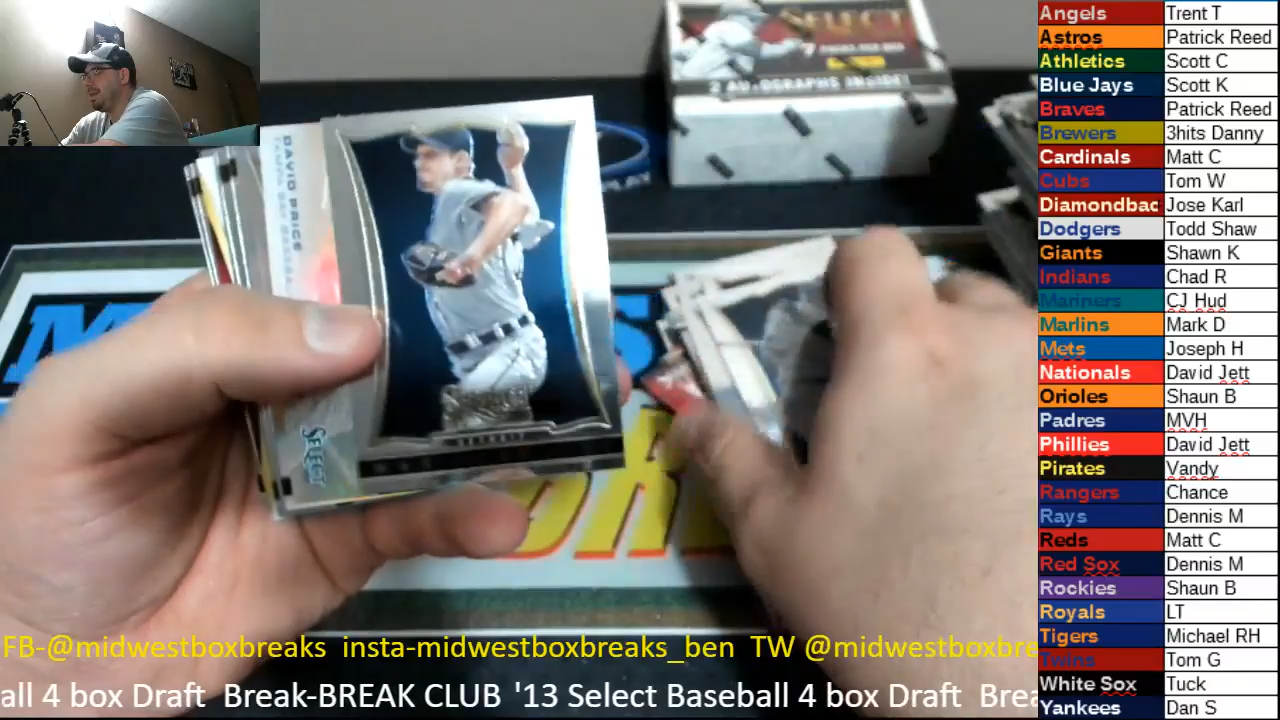 SELECT
2 AUTOGRAPHS INSIDE!
DAVID PRICE
SELECT
Angels Trent T
Astros Patrick Reed
Athletics Scott C
Blue Jays Scott K
Braves Patrick Reed
Brewers 3hits Danny
Cardinals Matt C
Cubs Tom W
Diamondbac Jose Karl
Dodgers Todd Shaw
Giants Shawn K
Indians Chad R
Mariners CJ Hud
Marlins Mark D
Mets Joseph H
Nationals David Jett
Orioles Shaun B
Padres MVH
Phillies David Jett
Pirates Vandy
Rangers Chance
Rays Dennis M
Reds Matt C
Red Sox Dennis M
Rockies Shaun B
Royals LT
Tigers Michael RH
Twins Tom G
White Sox Tuck
Yankees Dan S
FB-@midwestboxbreaks insta-midwestboxbreaks_ben TW @midwestboxbre
all 4 box Draft Break-BREAK CLUB '13 Select Baseball 4 box Draft Brea